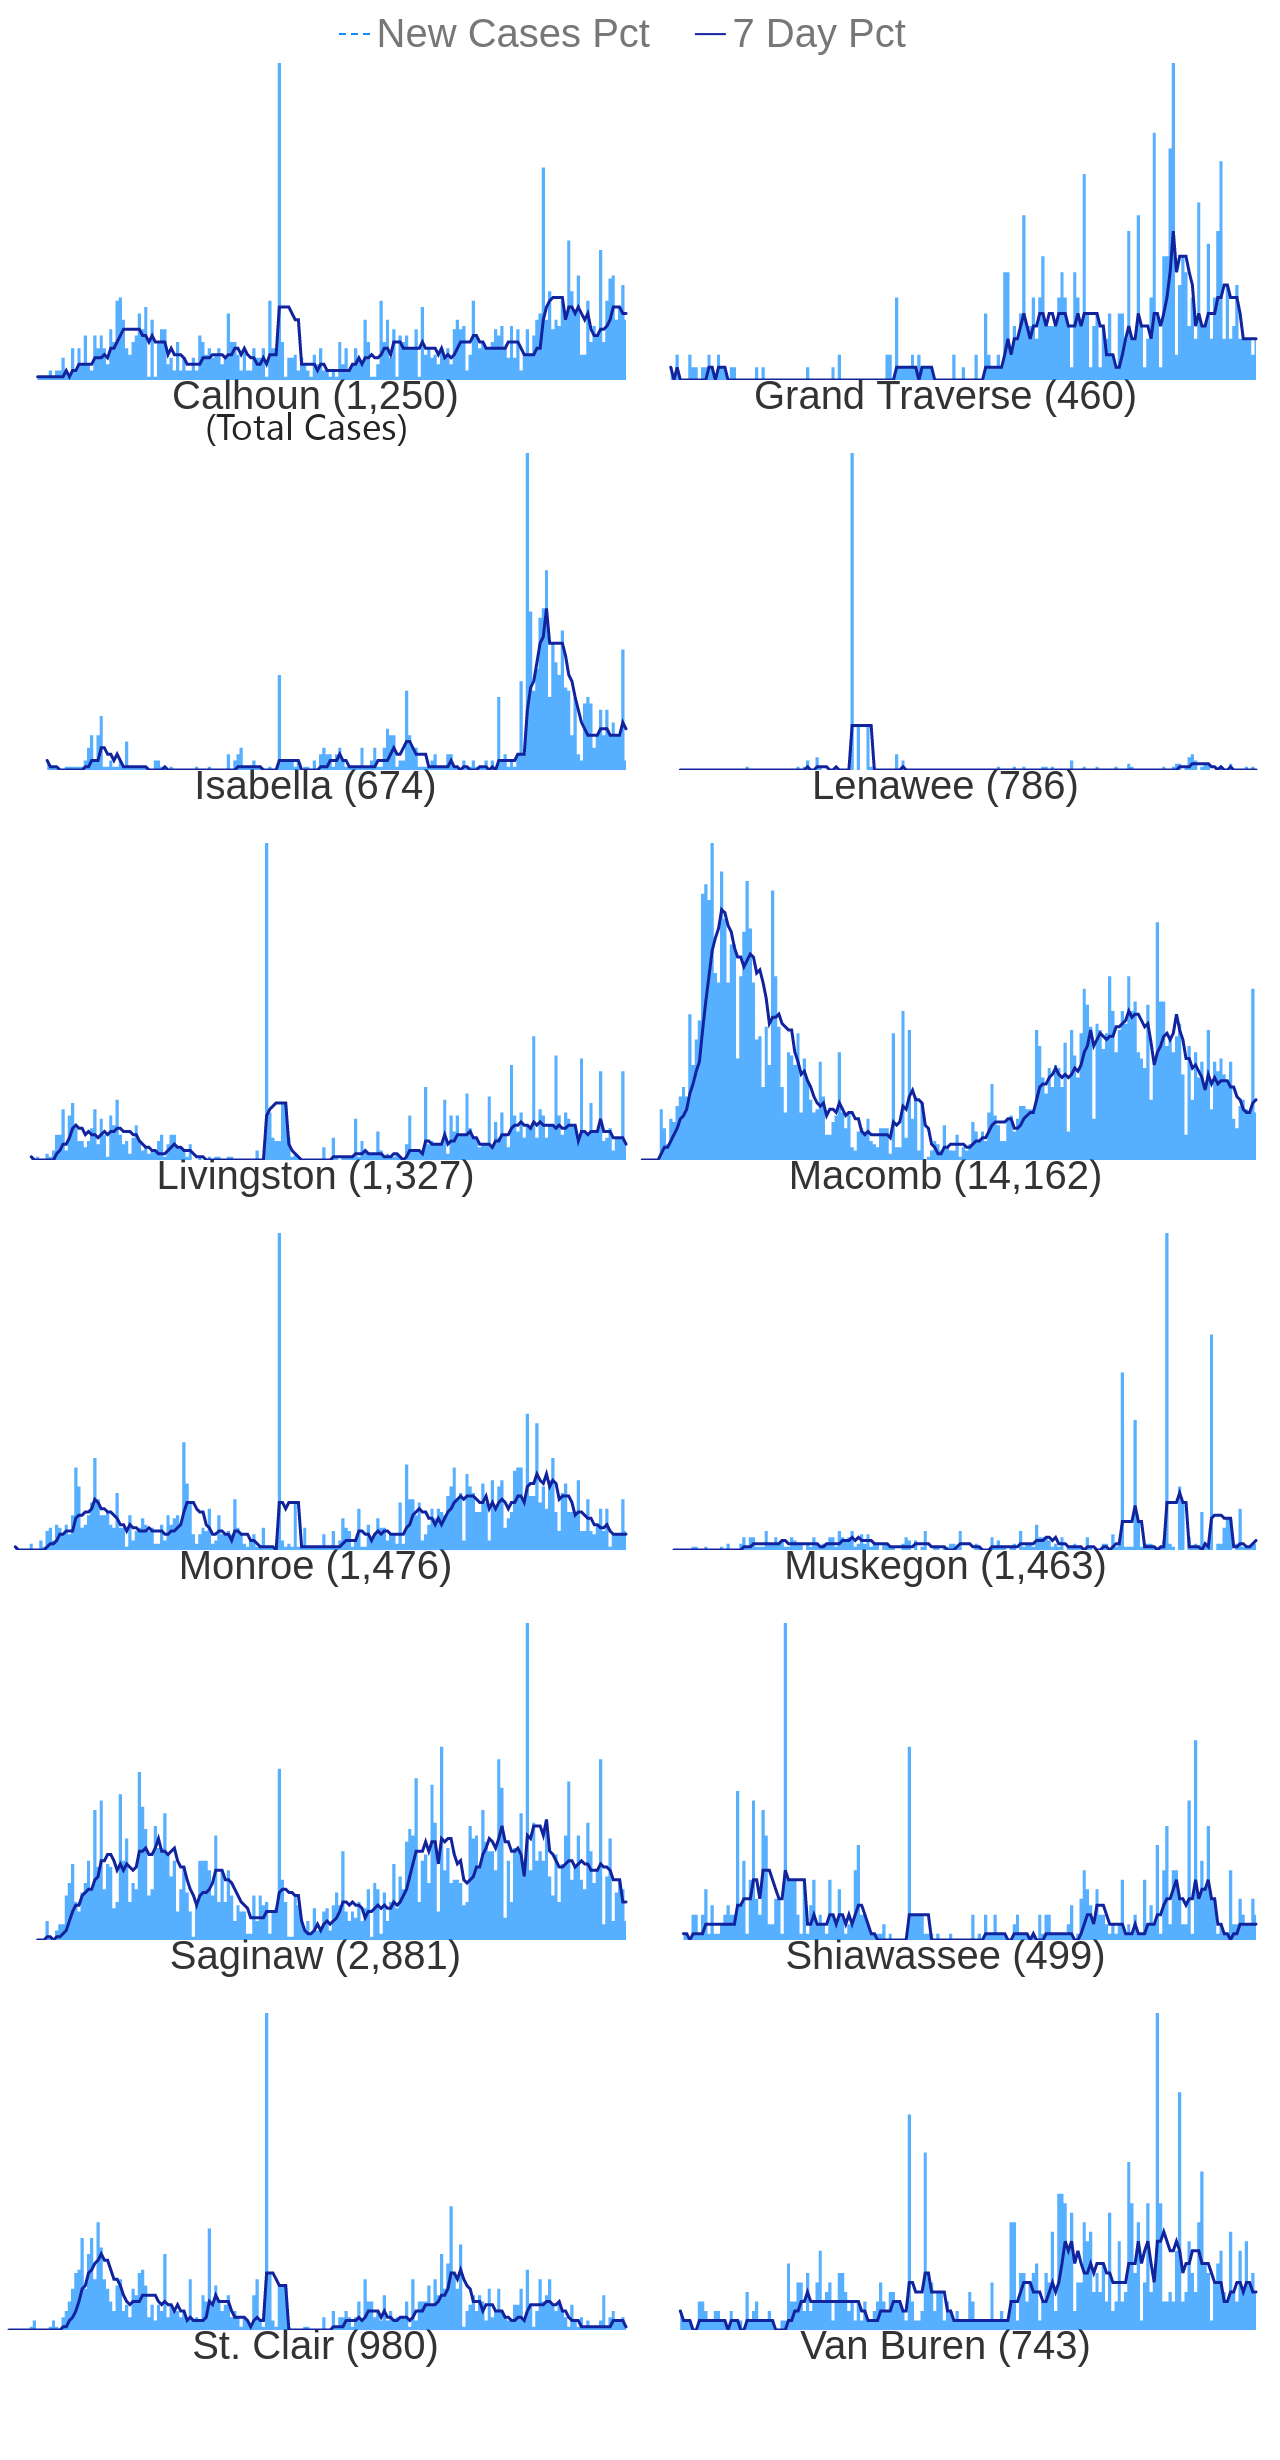 New Cases Pct 7 Day Pct
Calhoun (1,250) Grand Traverse (460)
(Total Cases)
Isabella (674) Lenawee (786)
Livingston (1,327) Macomb (14,162)
Monroe (1,476) Muskegon (1,463)
Saginaw (2,881) Shiawassee (499)
St. Clair (980) Van Buren (743)